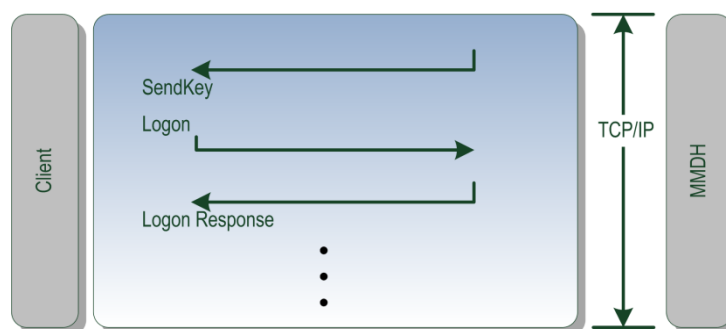 Client
SendKey
Logon
Logon Response
TCP/IP
MMDH